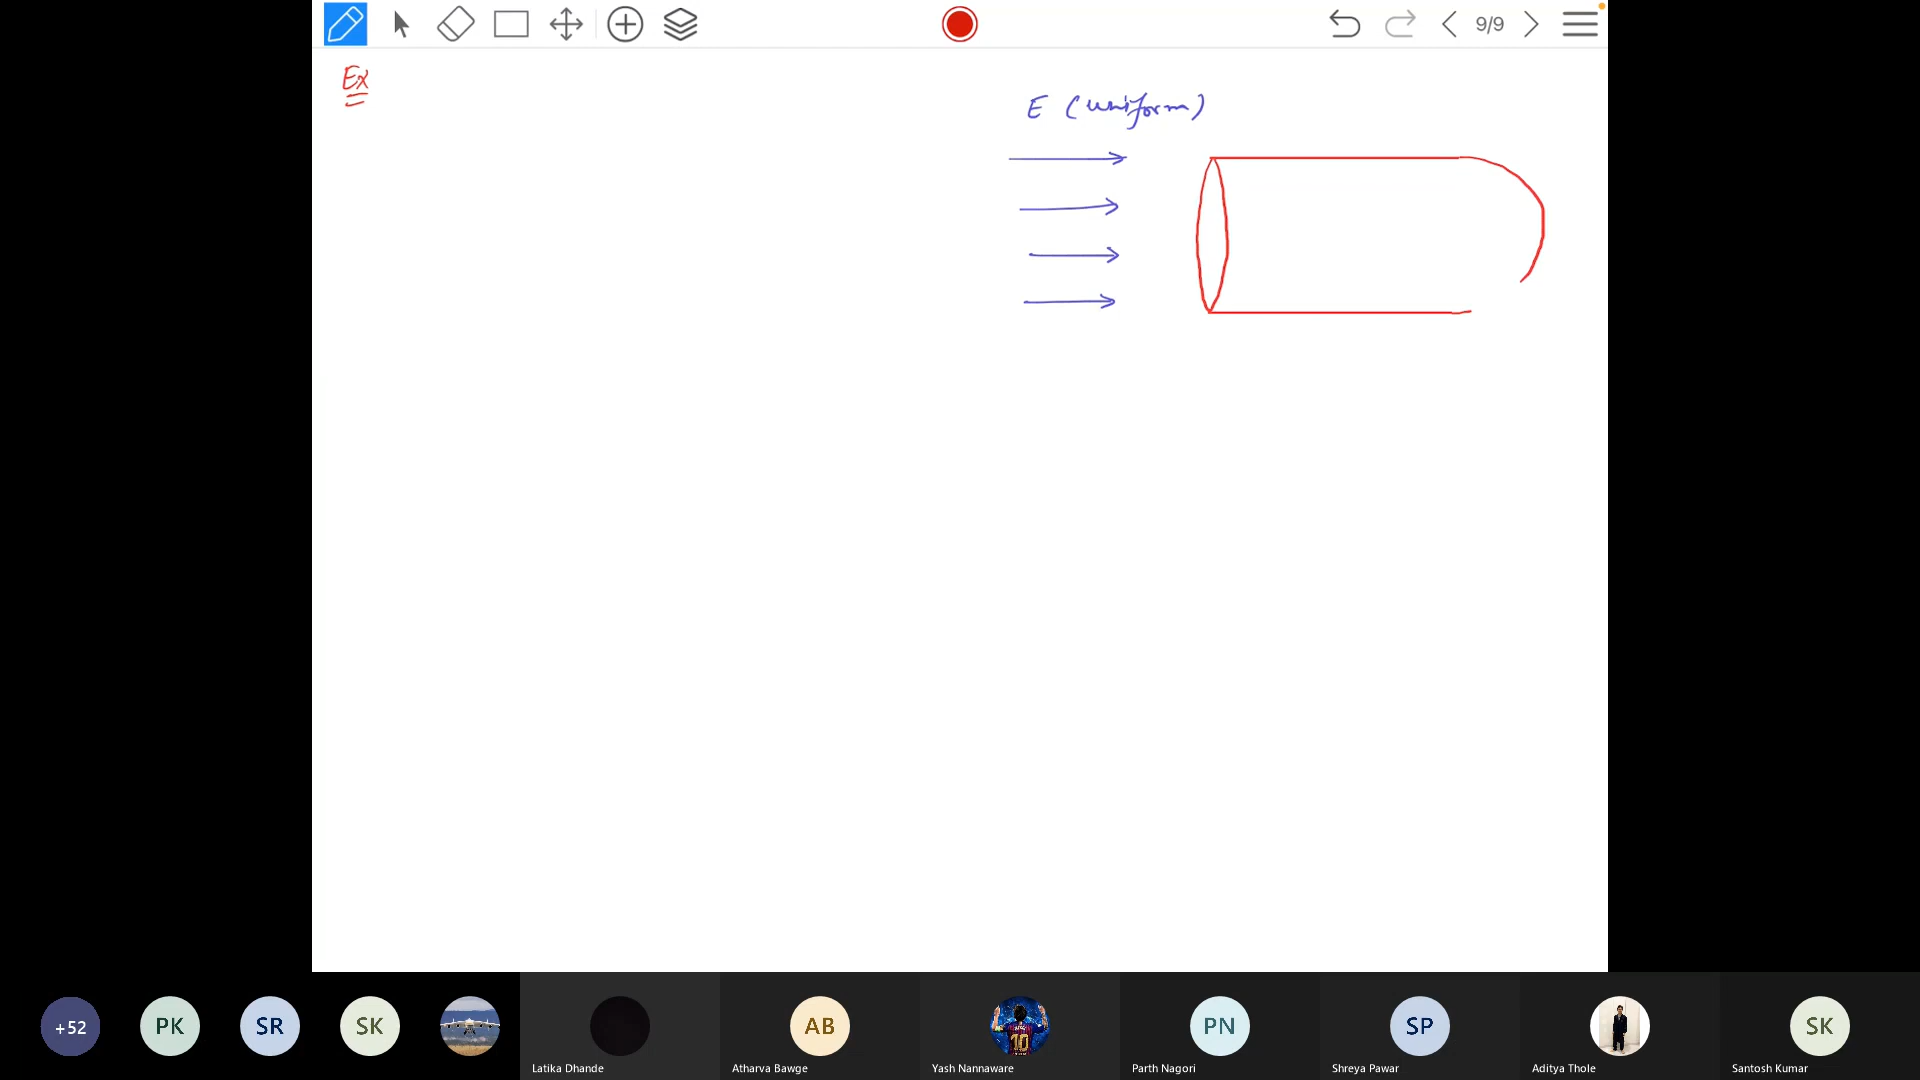 9/9
Ex
E (uniform)
+52
PK
SR
SK
AB
10
PN
SP
SK
Latika Dhande
Atharva Bawge
Yash Nannaware
Parth Nagori
Shreya Pawar
Aditya Thole
Santosh Kumar